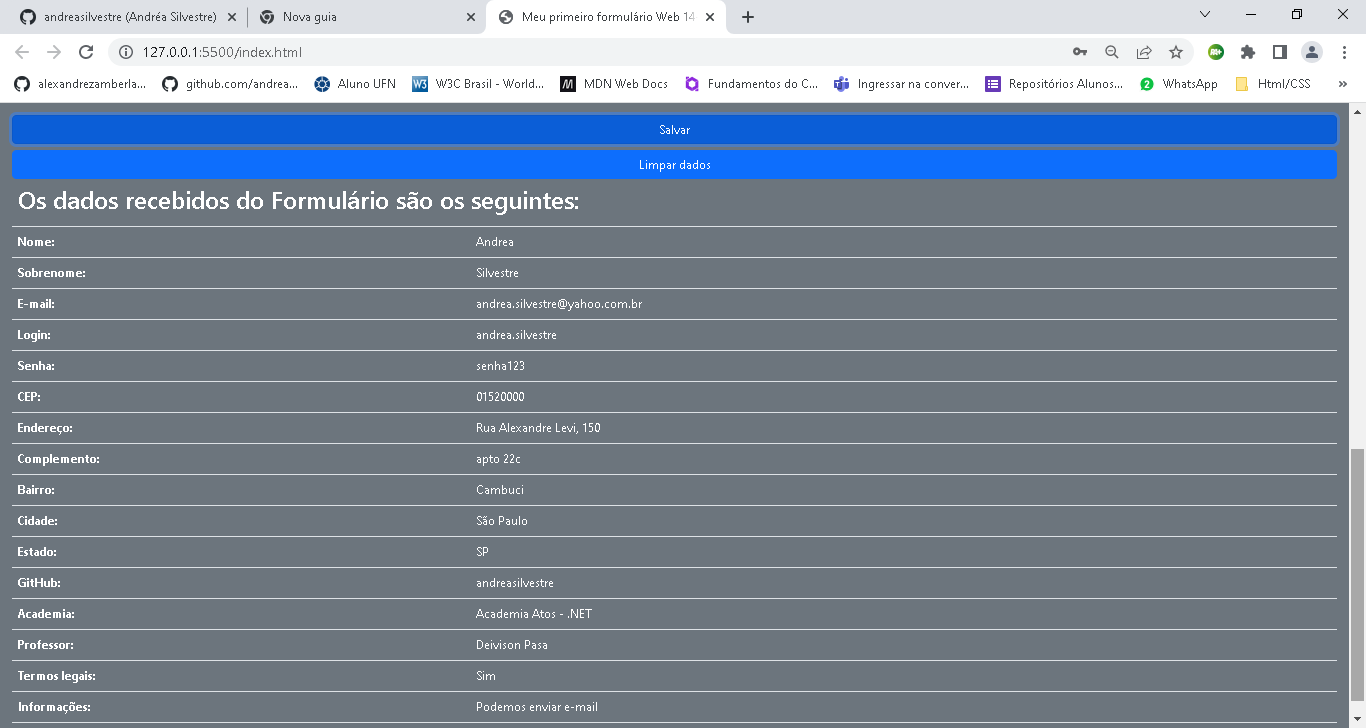 andreasilvestre (Andréa Silvestre)
Nova guia
Meu primeiro formulário Web 14
127.0.0.1:5500/index.html
alexandrezamberla...
github.com/andrea...
Aluno UFN
W3C Brasil - World...
MDN Web Docs
Fundamentos do C...
Ingressar na conver...
Repositórios Alunos...
WhatsApp
Html/CSS
»
Salvar
Limpar dados
Os dados recebidos do Formulário são os seguintes:
Nome: Andrea
Sobrenome: Silvestre
E-mail: andrea.silvestre@yahoo.com.br
Login: andrea.silvestre
Senha: senha123
CEP: 01520000
Endereço: Rua Alexandre Levi, 150
Complemento: apto 22c
Bairro: Cambuci
Cidade: São Paulo
Estado: SP
GitHub: andreasilvestre
Academia: Academia Atos - .NET
Professor: Deivison Pasa
Termos legais: Sim
Informações: Podemos enviar e-mail